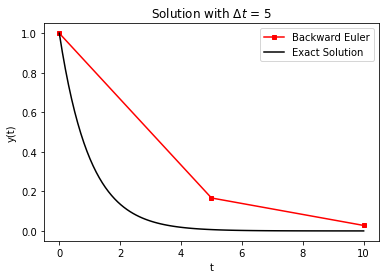 Solution with Δt = 5
Backward Euler
Exact Solution
1.0
0.8
0.6
0.4
0.2
0.0
y(t)
0 2 4 6 8 10
t